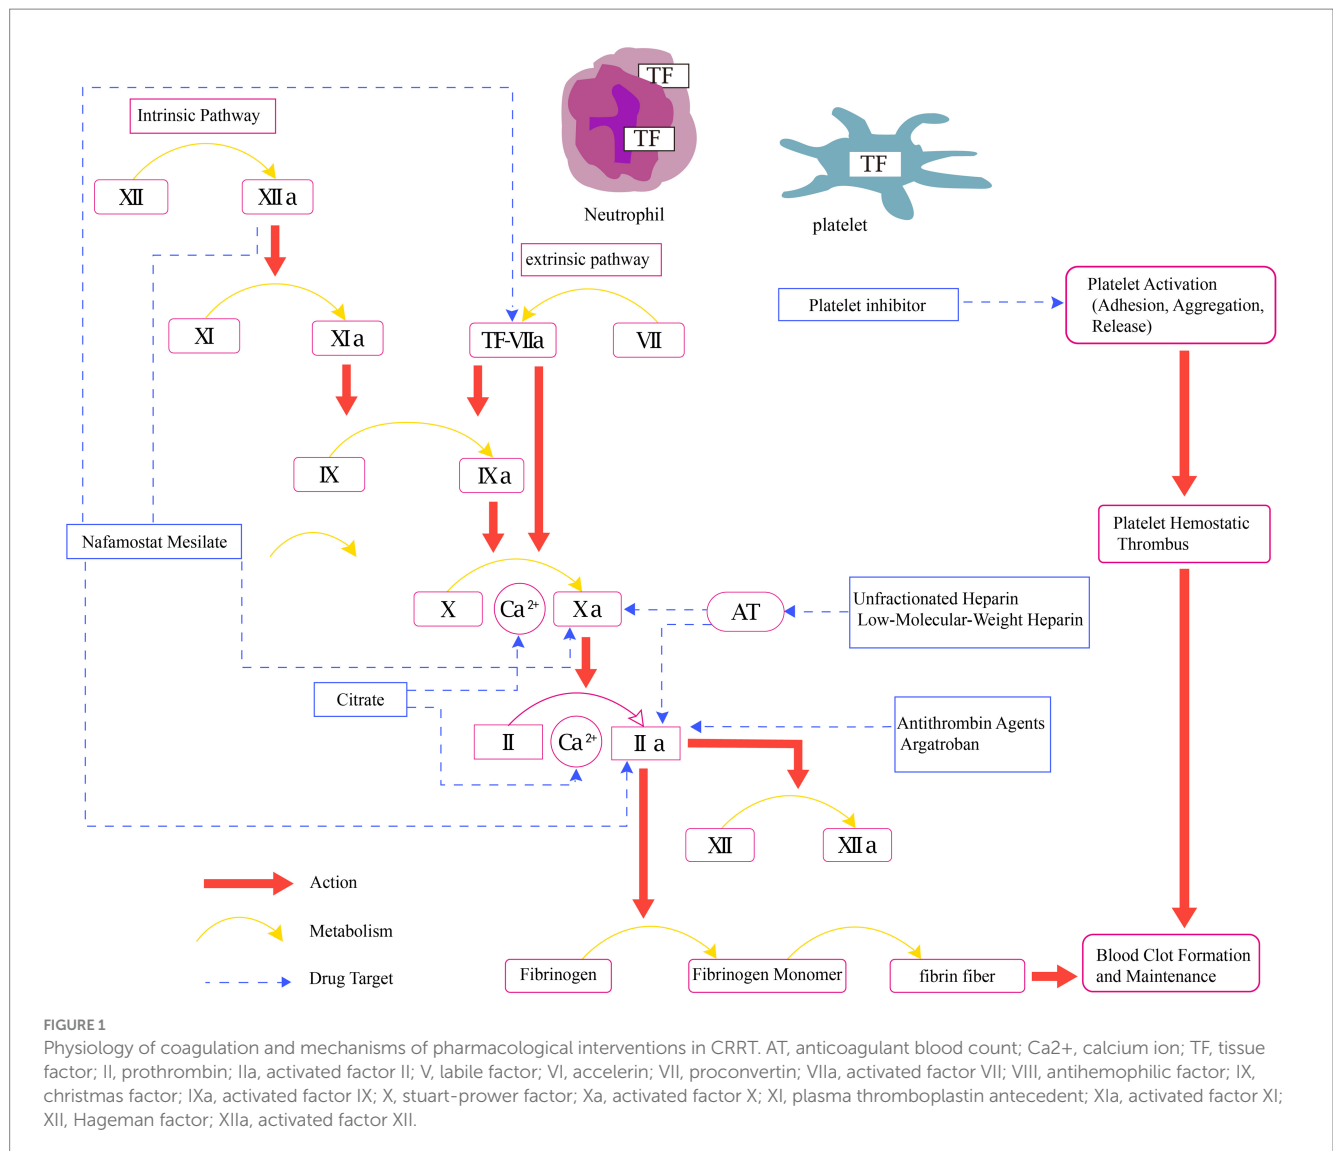 TF
TF
Neutrophil
TF
platelet
Intrinsic Pathway
XII
XIIa
extrinsic pathway
XI
XIa
TF-VIIa
VII
Platelet inhibitor
Platelet Activation
(Adhesion, Aggregation,
Release)
IX
IXa
Nafamostat Mesilate
Platelet Hemostatic
Thrombus
X
Ca2+
Xa
AT
Unfractionated Heparin
Low-Molecular-Weight Heparin
Citrate
II
Ca2+
IIa
Antithrombin Agents
Argatroban
XII
XIIa
Action
Metabolism
Drug Target
Fibrinogen
Fibrinogen Monomer
fibrin fiber
Blood Clot Formation
and Maintenance
FIGURE 1
Physiology of coagulation and mechanisms of pharmacological interventions in CRRT. AT, anticoagulant blood count; Ca2+, calcium ion; TF, tissue
factor; II, prothrombin; IIa, activated factor II; V, labile factor; VI, accelerin; VII, proconvertin; VIIa, activated factor VII; VIII, antihemophilic factor; IX,
christmas factor; IXa, activated factor IX; X, stuart-prower factor; Xa, activated factor X; XI, plasma thromboplastin antecedent; XIa, activated factor XI;
XII, Hageman factor; XIIa, activated factor XII.